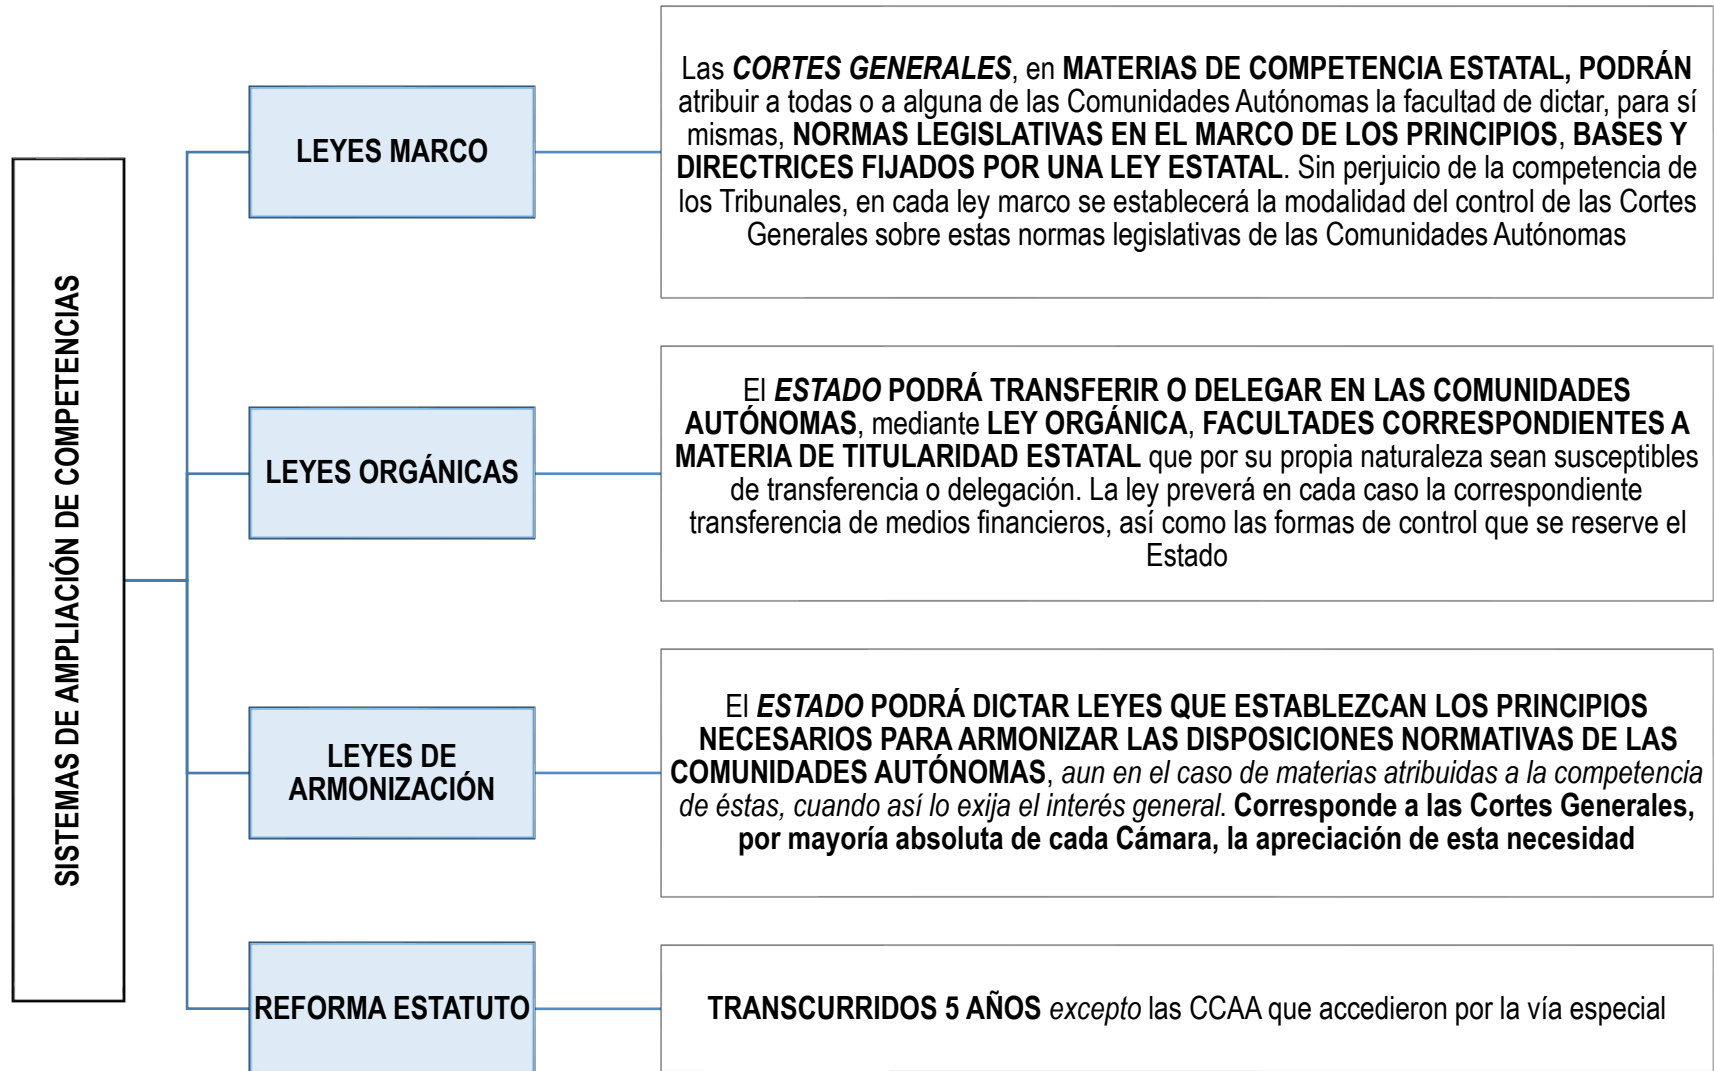 SISTEMAS DE AMPLIACIÓN DE COMPETENCIAS
LEYES MARCO
Las CORTES GENERALES, en MATERIAS DE COMPETENCIA ESTATAL, PODRÁN
atribuir a todas o a alguna de las Comunidades Autónomas la facultad de dictar, para sí
mismas, NORMAS LEGISLATIVAS EN EL MARCO DE LOS PRINCIPIOS, BASES Y
DIRECTRICES FIJADOS POR UNA LEY ESTATAL. Sin perjuicio de la competencia de
los Tribunales, en cada ley marco se establecerá la modalidad del control de las Cortes
Generales sobre estas normas legislativas de las Comunidades Autónomas
LEYES ORGÁNICAS
El ESTADO PODRÁ TRANSFERIR O DELEGAR EN LAS COMUNIDADES
AUTÓNOMAS, mediante LEY ORGÁNICA, FACULTADES CORRESPONDIENTES A
MATERIA DE TITULARIDAD ESTATAL que por su propia naturaleza sean susceptibles
de transferencia o delegación. La ley preverá en cada caso la correspondiente
transferencia de medios financieros, así como las formas de control que se reserve el
Estado
LEYES DE
ARMONIZACIÓN
El ESTADO PODRÁ DICTAR LEYES QUE ESTABLEZCAN LOS PRINCIPIOS
NECESARIOS PARA ARMONIZAR LAS DISPOSICIONES NORMATIVAS DE LAS
COMUNIDADES AUTÓNOMAS, aun en el caso de materias atribuidas a la competencia
de éstas, cuando así lo exija el interés general. Corresponde a las Cortes Generales,
por mayoría absoluta de cada Cámara, la apreciación de esta necesidad
REFORMA ESTATUTO
TRANSCURRIDOS 5 AÑOS excepto las CCAA que accedieron por la vía especial